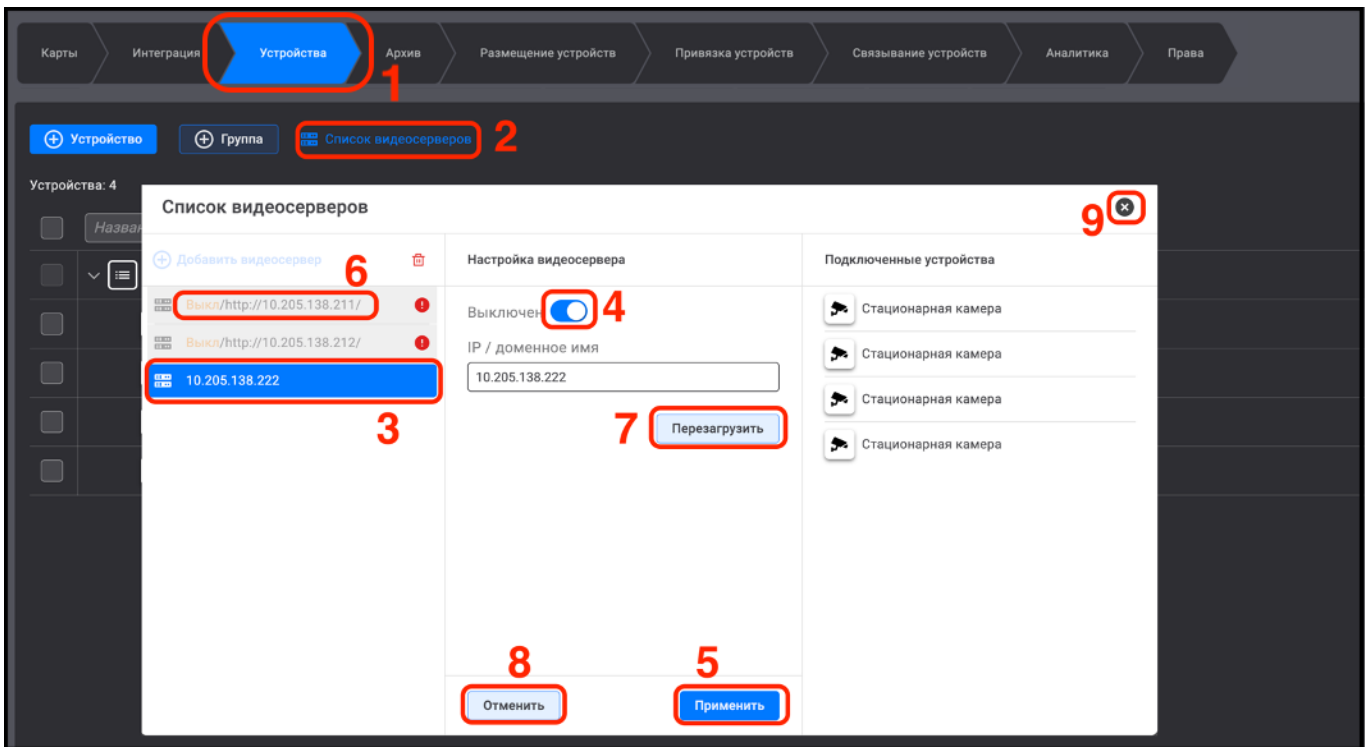 Карты Интеграция Устройства Архив Размещение устройств Привязка устройств Связывание устройств Аналитика Права
1
Устройство Группа Список видеосерверов 2
Устройства: 4
Список видеосерверов 9
Назван
Добавить видеосервер 6 Настройка видеосервера Подключенные устройства
Выкл/http://10.205.138.211/ Выключен 4 Стационарная камера
Выкл/http://10.205.138.212/ IP / доменное имя Стационарная камера
10.205.138.222 10.205.138.222 Стационарная камера
3 7 Перезагрузить Стационарная камера
8 5
Отменить Применить